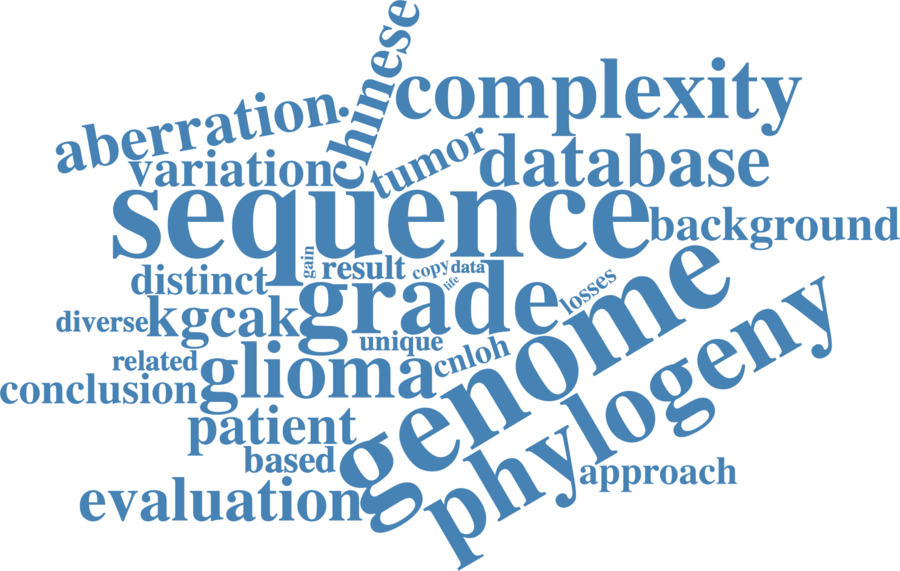 chinese
complexity
aberration
tumor
database
variation
sequence
background
gain
result
copy
data
life
distinct
grade
losses
genome
diverse
kgcak
unique
cnloh
phylogeny
related
glioma
conclusion
patient
based
approach
evaluation